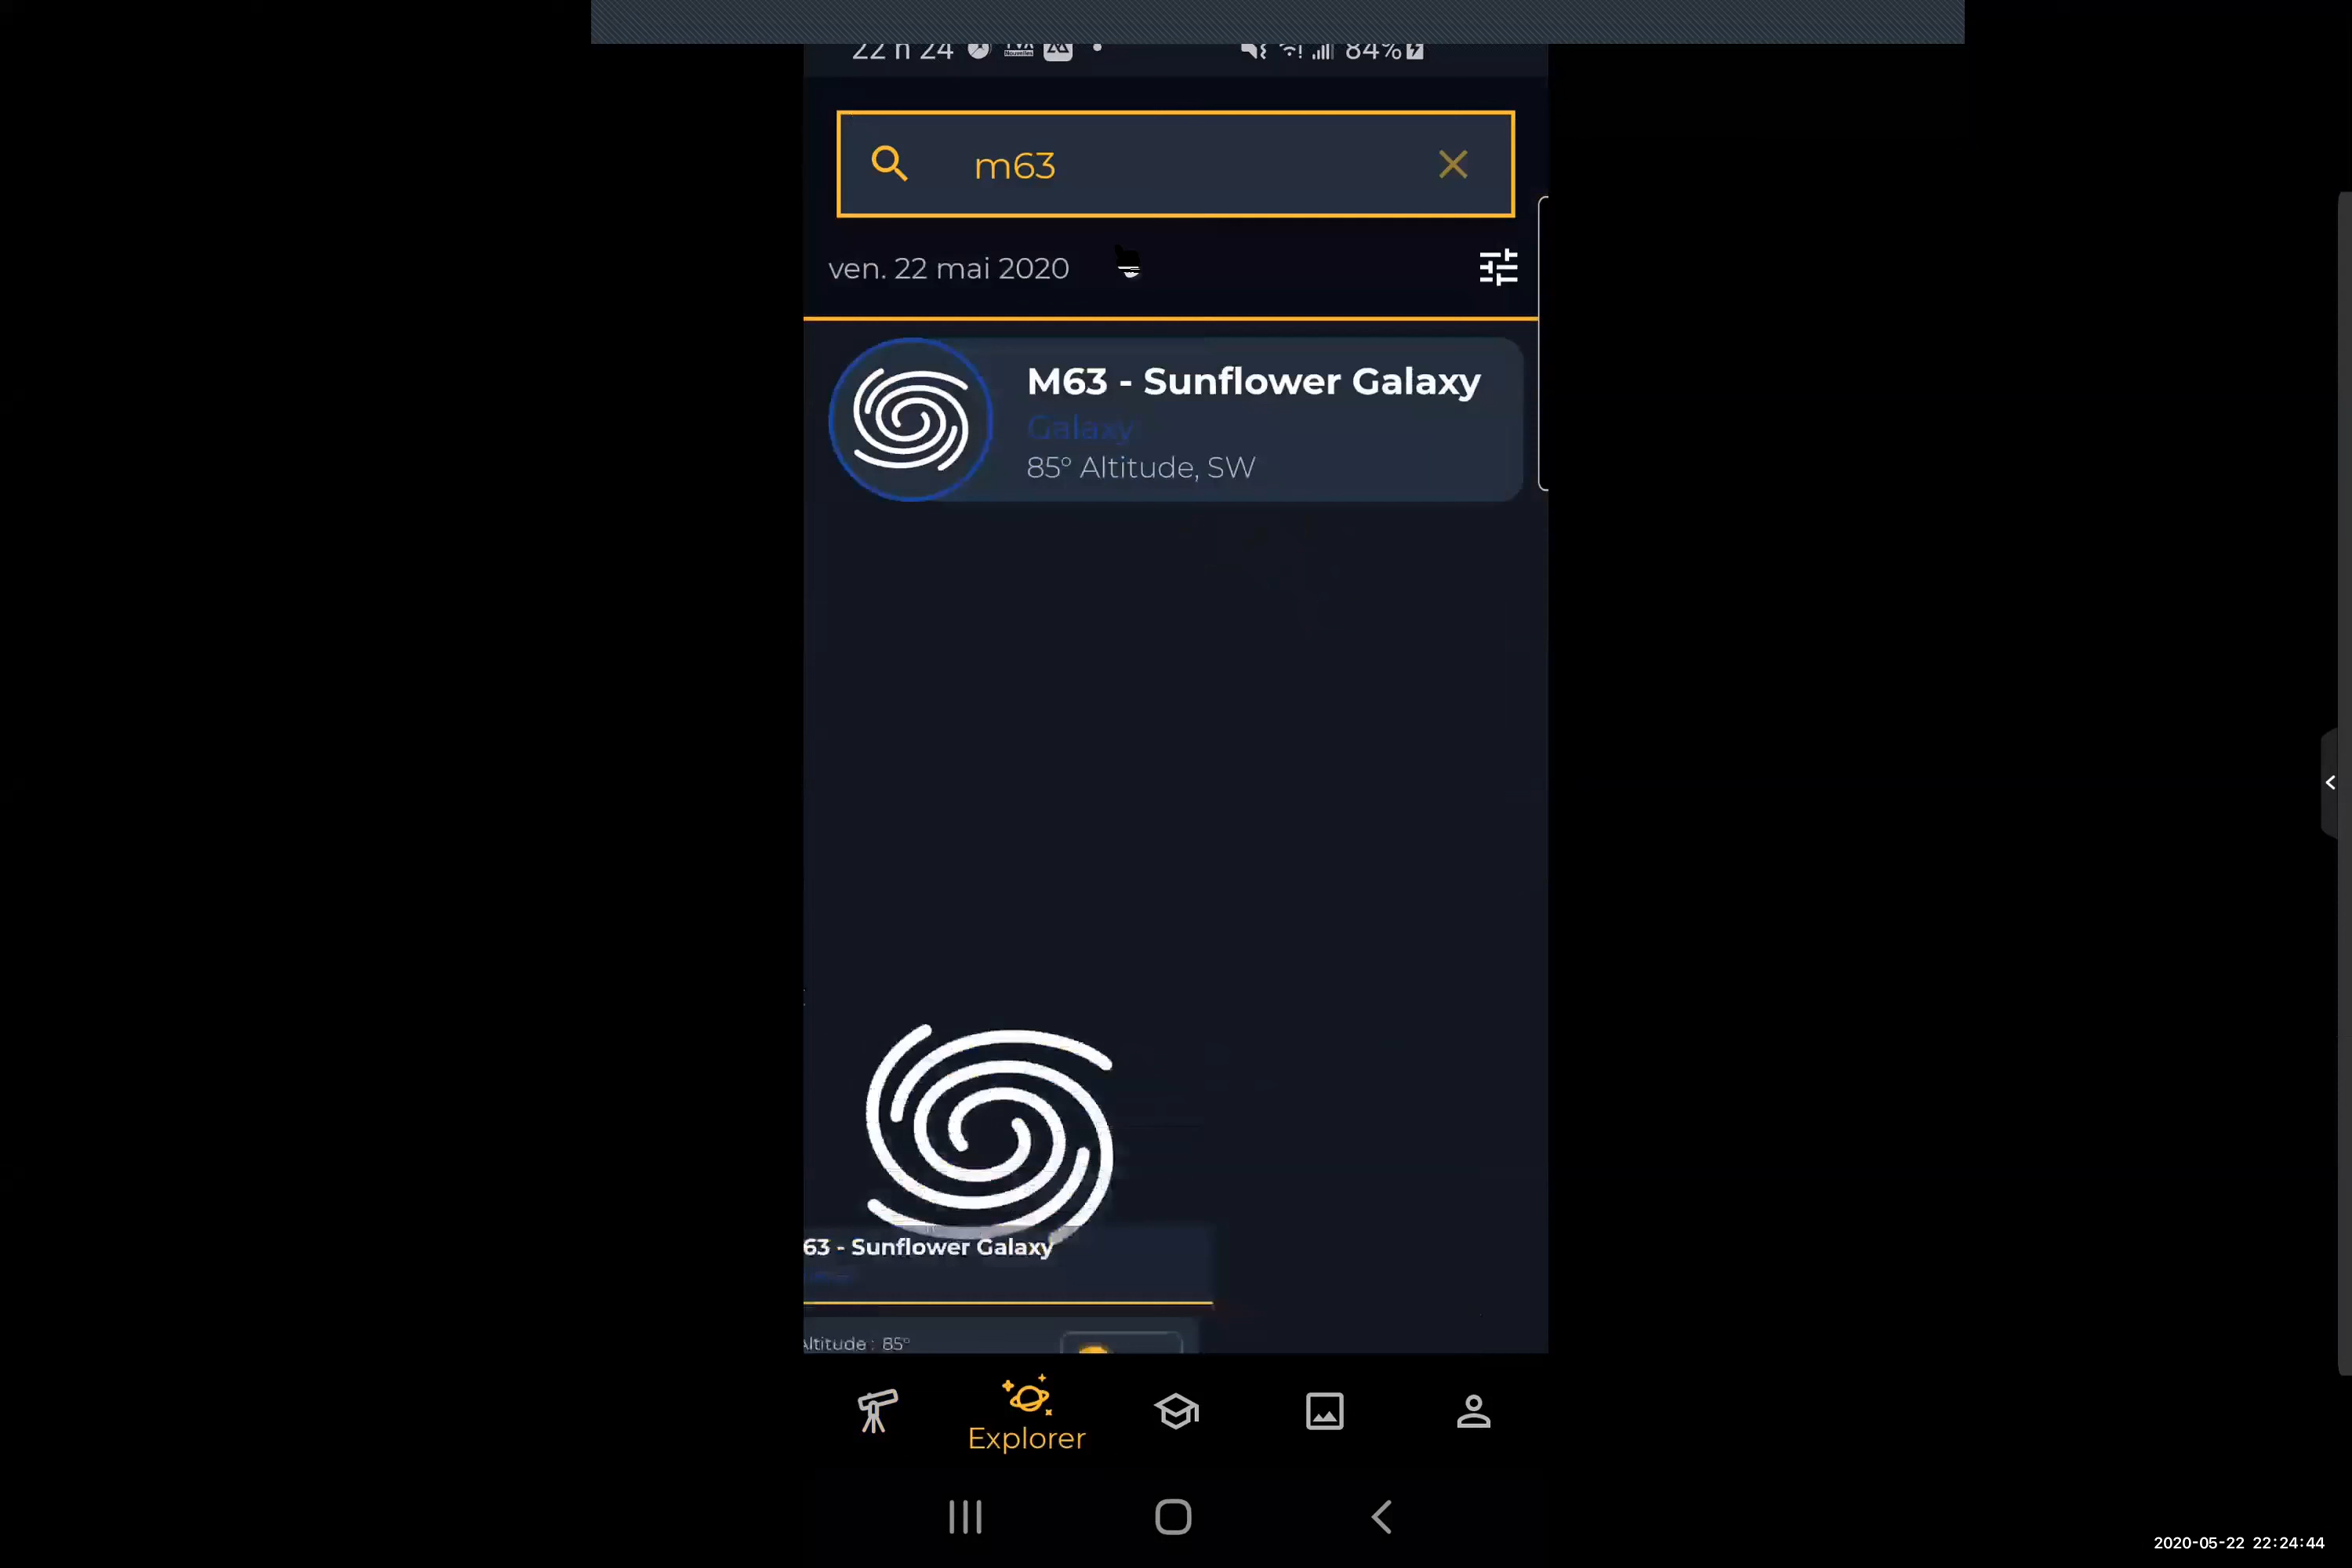 22 h 24 84%
m63
ven. 22 mai 2020
M63 - Sunflower Galaxy
Galaxy
85° Altitude, SW
63 - Sunflower Galaxy
Altitude : 85°
Explorer
2020-05-22 22:24:44